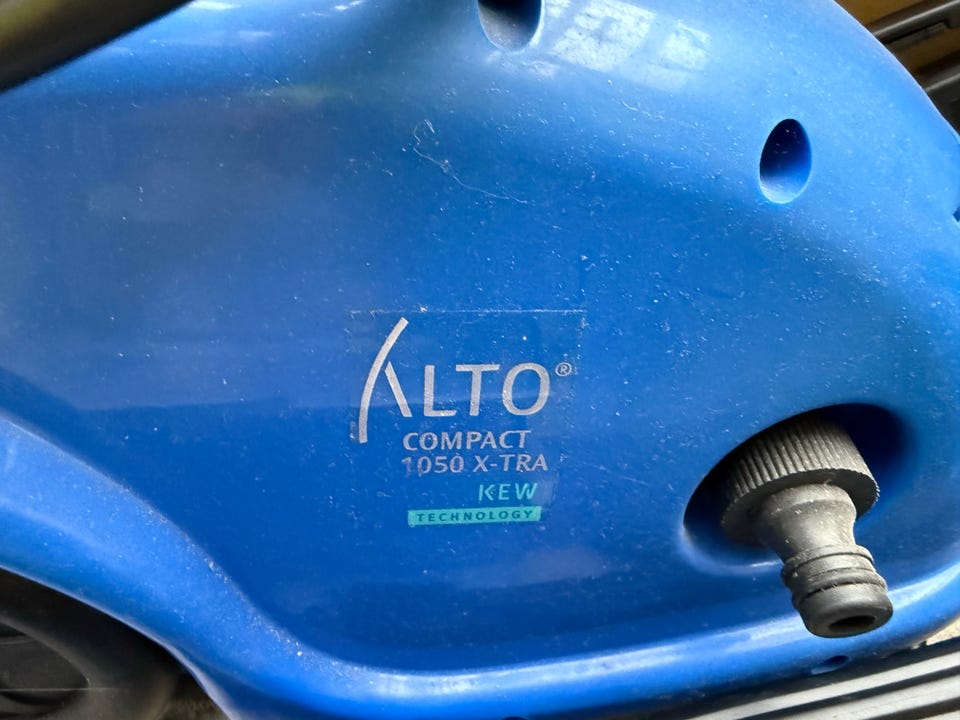 ALTO®
COMPACT
1050 X-TRA
KEW
TECHNOLOGY